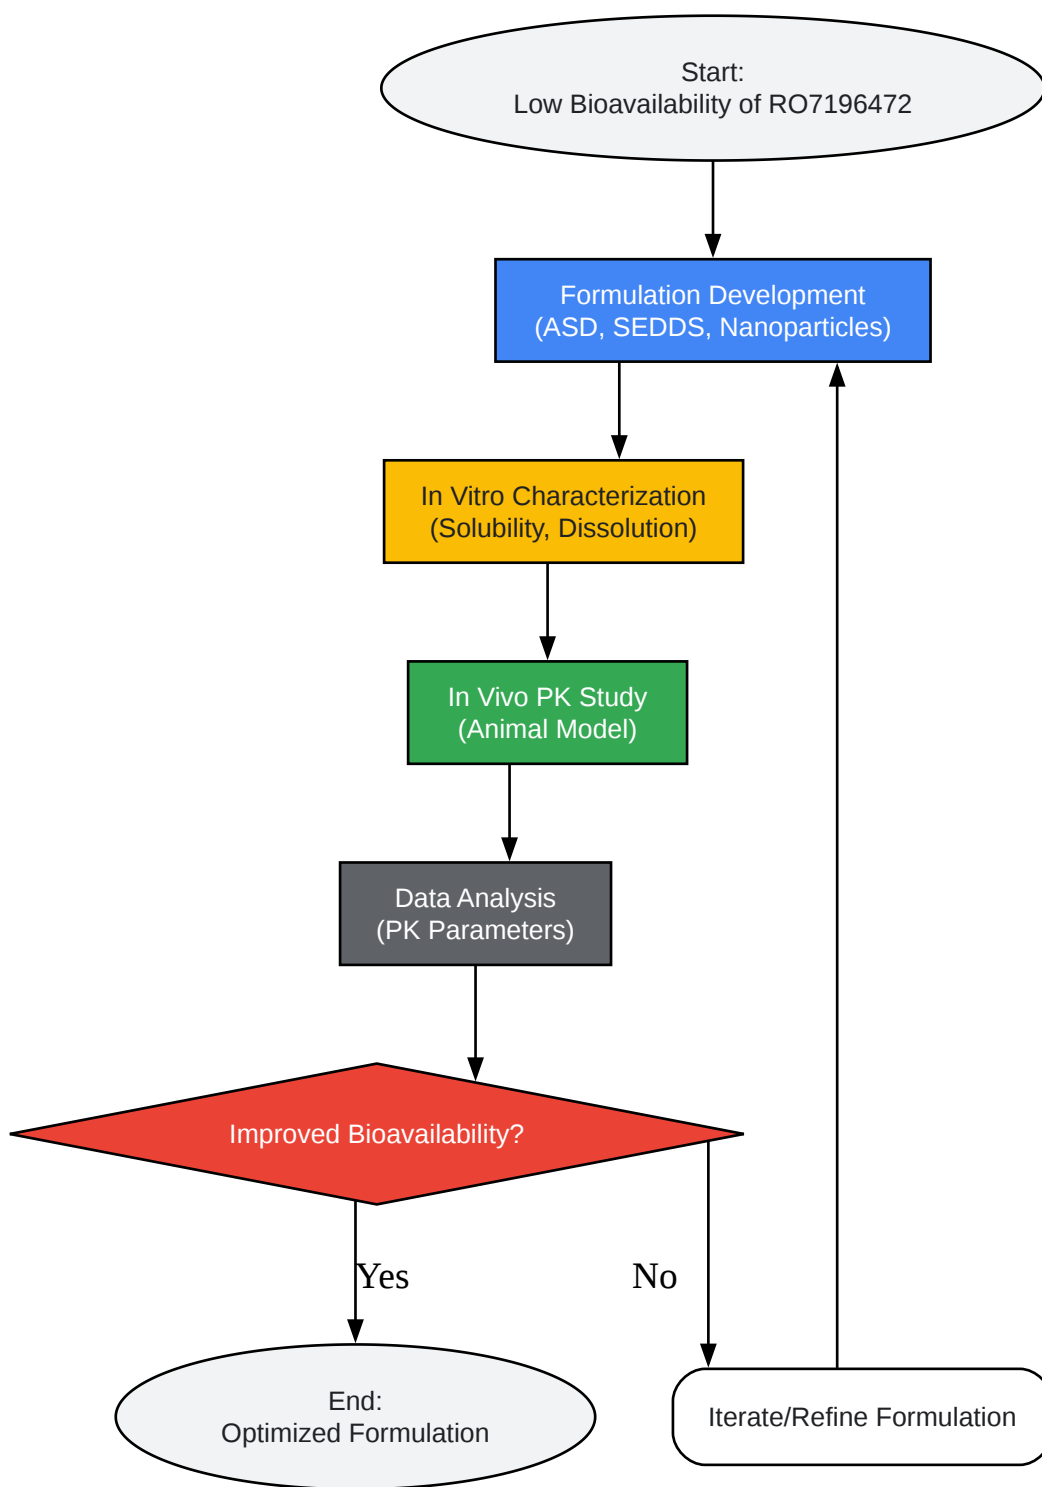 Start:
Low Bioavailability of RO7196472
Formulation Development
(ASD, SEDDS, Nanoparticles)
In Vitro Characterization
(Solubility, Dissolution)
In Vivo PK Study
(Animal Model)
Data Analysis
(PK Parameters)
Improved Bioavailability?
Yes
No
End:
Optimized Formulation
Iterate/Refine Formulation